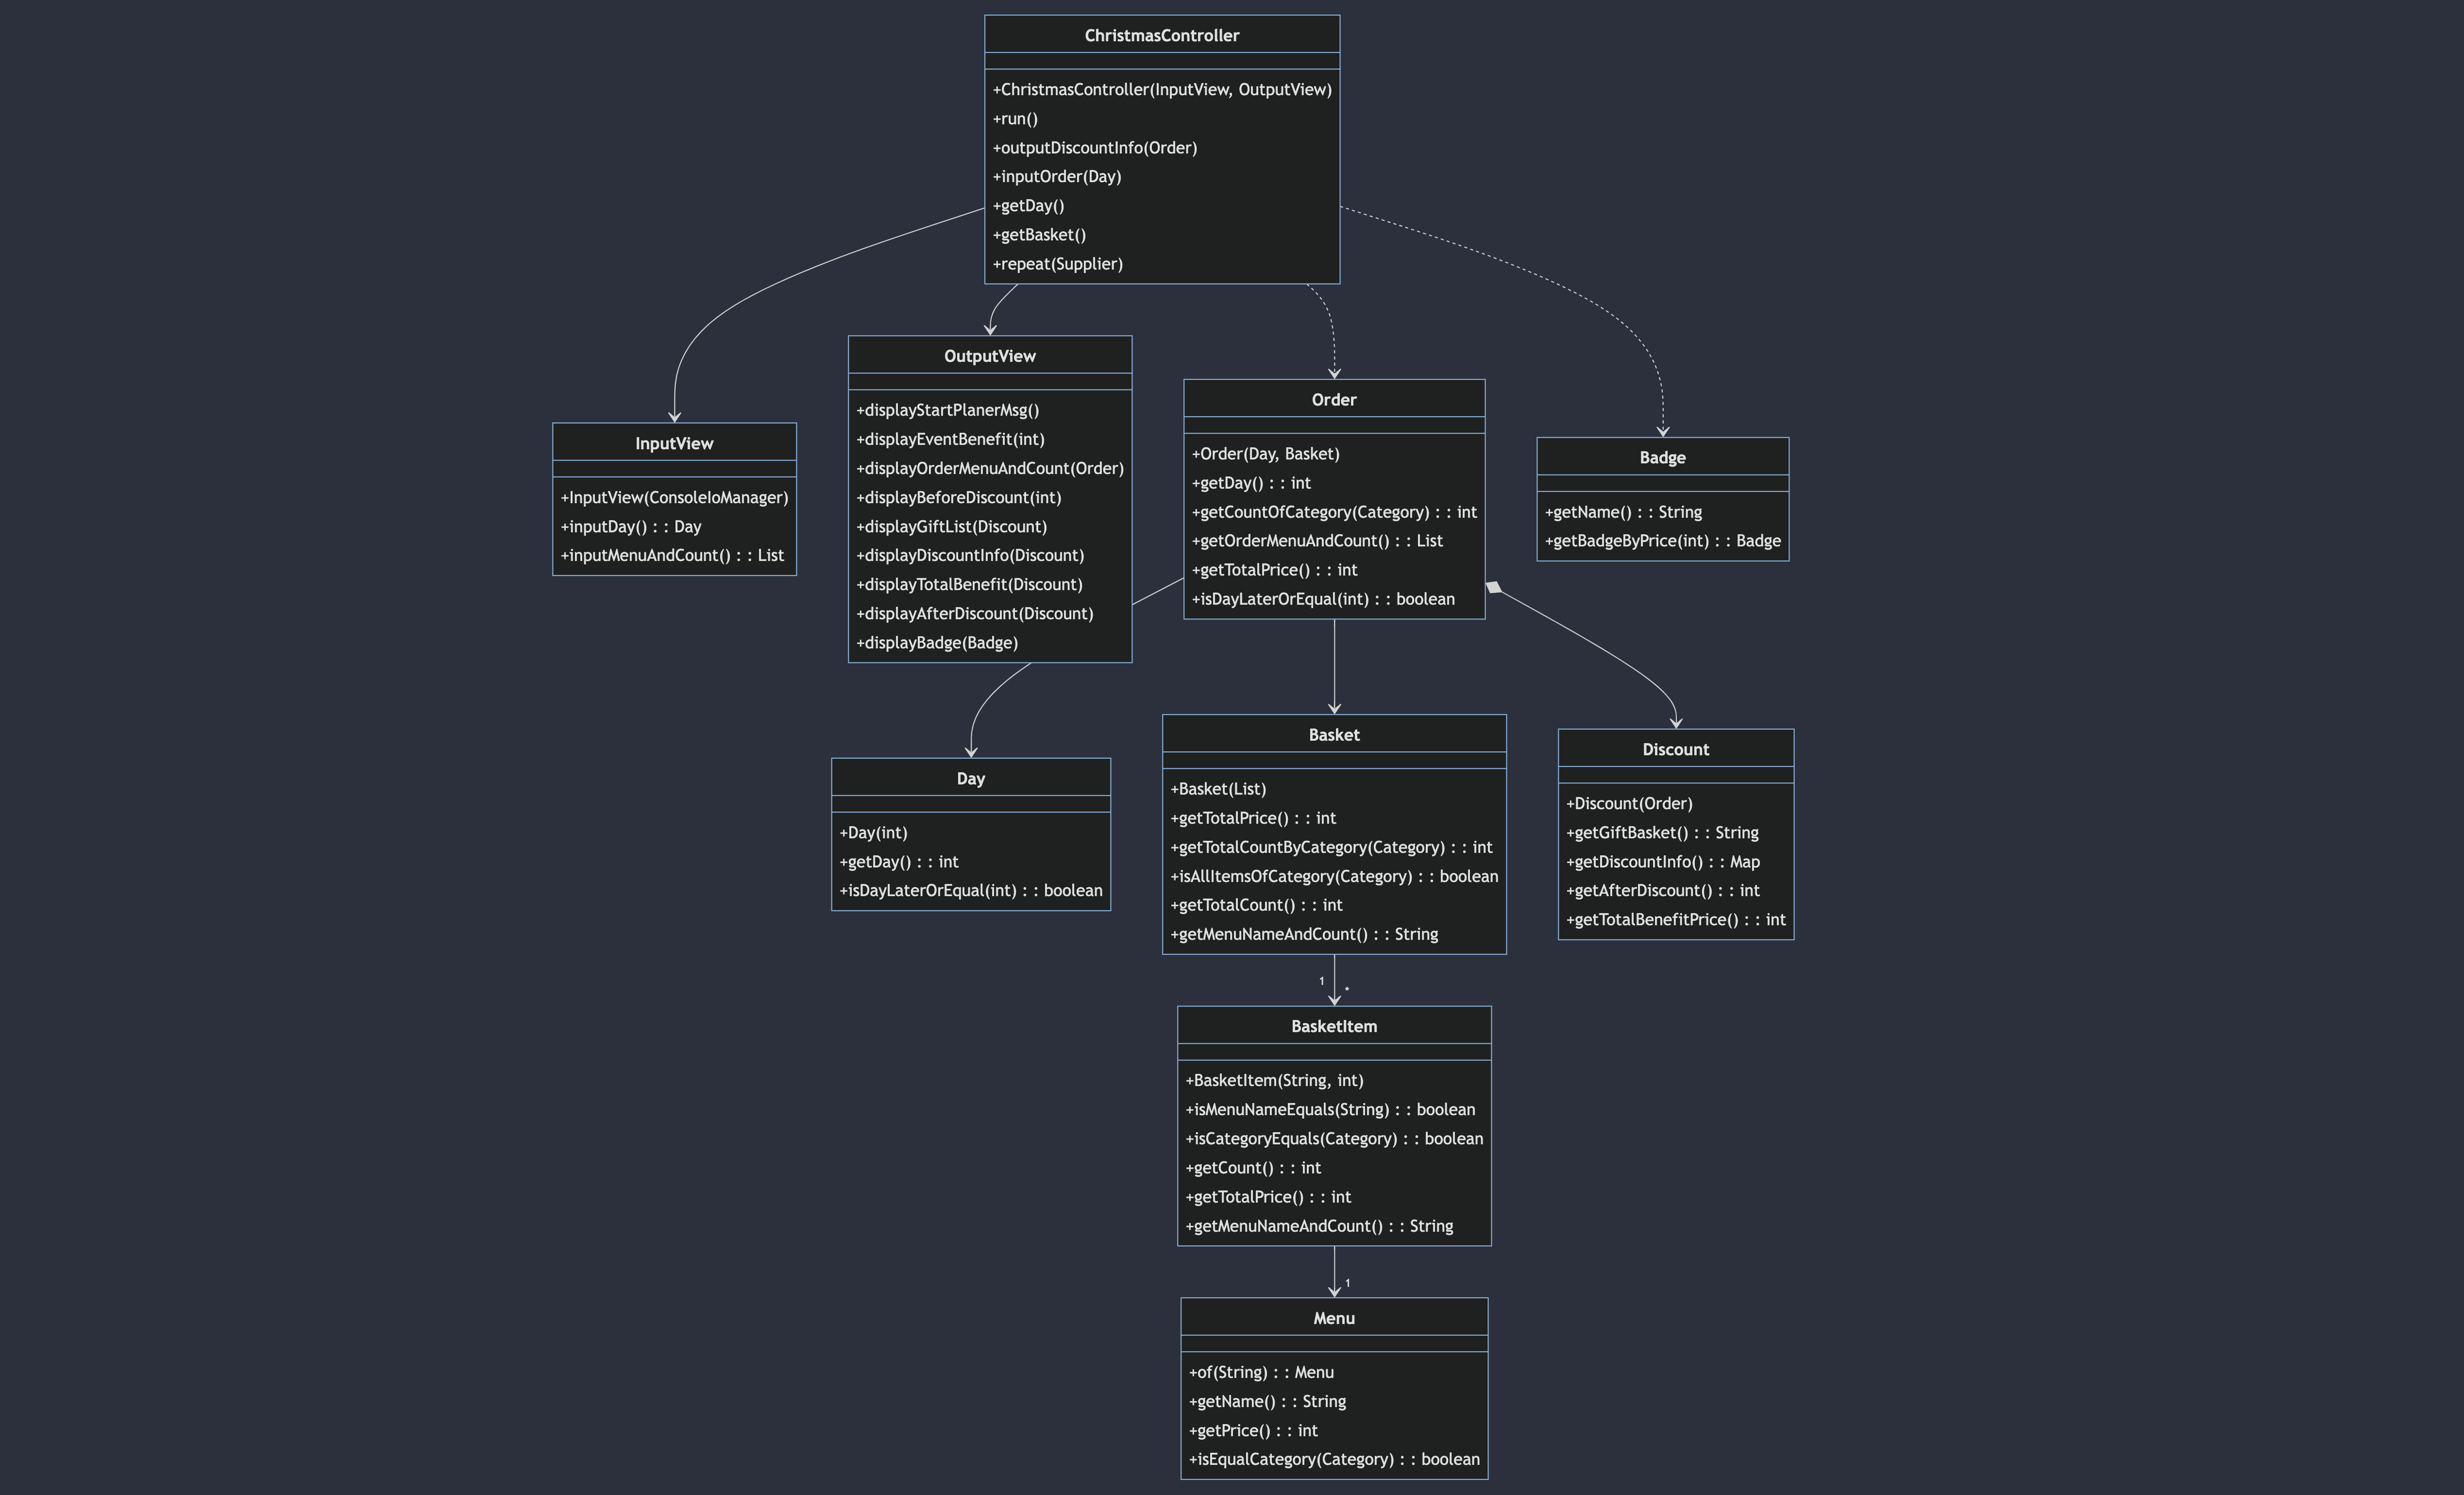 ChristmasController
+ChristmasController(InputView, OutputView)
+run()
+outputDiscountInfo(Order)
+inputOrder(Day)
+getDay()
+getBasket()
+repeat(Supplier)
OutputView
+displayStartPlanerMsg()
+displayEventBenefit(int)
+displayOrderMenuAndCount(Order)
+displayBeforeDiscount(int)
+displayGiftList(Discount)
+displayDiscountInfo(Discount)
+displayTotalBenefit(Discount)
+displayAfterDiscount(Discount)
+displayBadge(Badge)
Order
+Order(Day, Basket)
+getDay() : : int
+getCountOfCategory(Category) : : int
+getOrderMenuAndCount() : : List
+getTotalPrice() : : int
+isDayLaterOrEqual(int) : : boolean
InputView
+InputView(ConsoleIoManager)
+inputDay() : : Day
+inputMenuAndCount() : : List
Badge
+getName() : : String
+getBadgeByPrice(int) : : Badge
Day
+Day(int)
+getDay() : : int
+isDayLaterOrEqual(int) : : boolean
Basket
+Basket(List)
+getTotalPrice() : : int
+getTotalCountByCategory(Category) : : int
+isAllItemsOfCategory(Category) : : boolean
+getTotalCount() : : int
+getMenuNameAndCount() : : String
Discount
+Discount(Order)
+getGiftBasket() : : String
+getDiscountInfo() : : Map
+getAfterDiscount() : : int
+getTotalBenefitPrice() : : int
1
*
BasketItem
+BasketItem(String, int)
+isMenuNameEquals(String) : : boolean
+isCategoryEquals(Category) : : boolean
+getCount() : : int
+getTotalPrice() : : int
+getMenuNameAndCount() : : String
1
Menu
+of(String) : : Menu
+getName() : : String
+getPrice() : : int
+isEqualCategory(Category) : : boolean